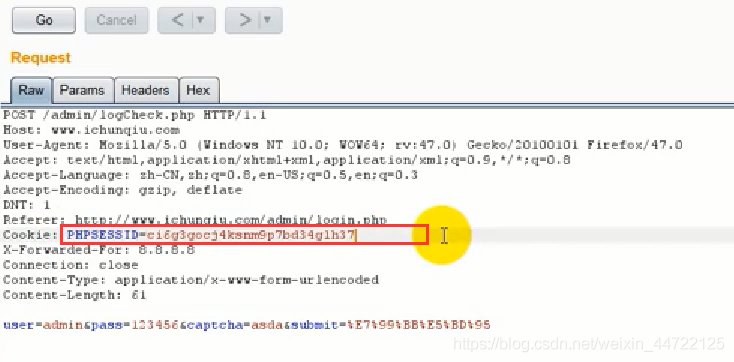 Go Cancel < >
Request
Raw Params Headers Hex
POST /admin/logCheck.php HTTP/1.1
Host: www.ichunqiu.com
User-Agent: Mozilla/5.0 (Windows NT 10.0; WOW64; rv:47.0) Gecko/20100101 Firefox/47.0
Accept: text/html,application/xhtml+xml,application/xml;q=0.9,*/*;q=0.8
Accept-Language: zh-CN,zh;q=0.8,en-US;q=0.5,en;q=0.3
Accept-Encoding: gzip, deflate
DNT: 1
Referer: http://www.ichunqiu.com/admin/login.php
Cookie: PHPSESSID=ci6g3gocj4ksnm9p7bd34glh37
X-Forwarded-For: 8.8.8.8
Connection: close
Content-Type: application/x-www-form-urlencoded
Content-Length: 61
user=admin&pass=123456&captcha=asda&submit=%E7%99%BB%E5%BD%95
https://blog.csdn.net/weixin_44722125